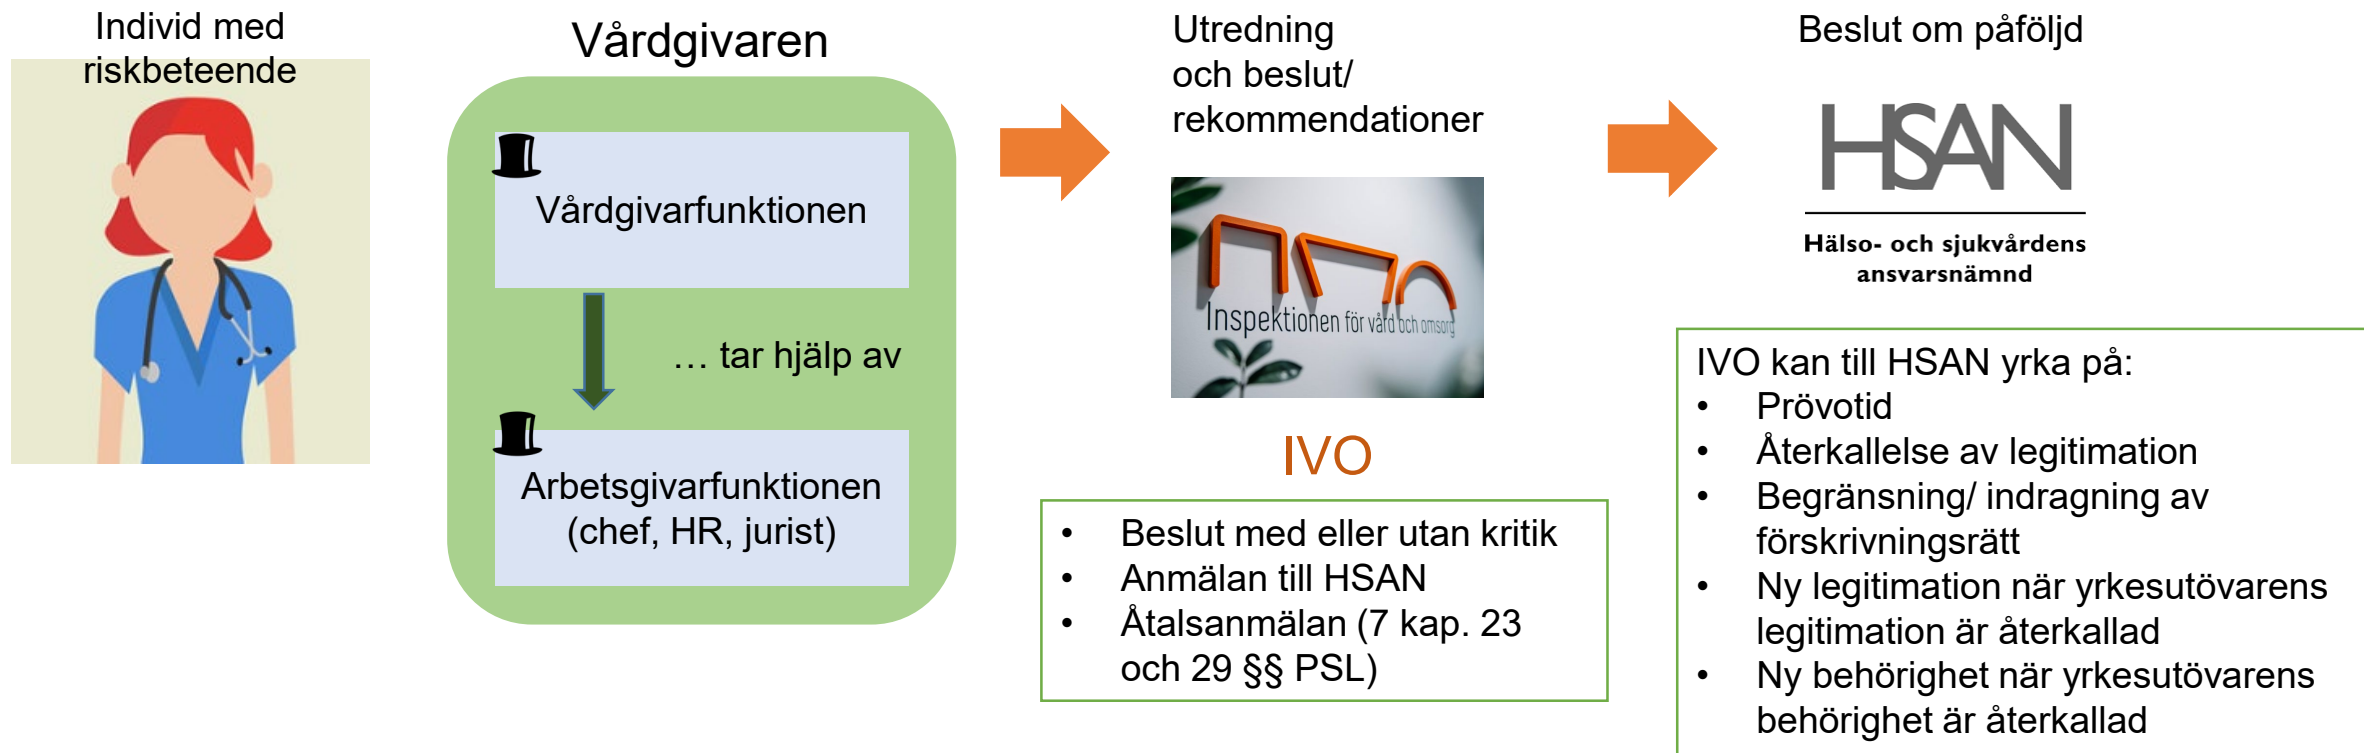 Individ med
riskbeteende
Vårdgivaren
Vårdgivarfunktionen
... tar hjälp av
Arbetsgivarfunktionen
(chef, HR, jurist)
Utredning
och beslut/
rekommendationer
Inspektionen för vård och omsorg
IVO
• Beslut med eller utan kritik
• Anmälan till HSAN
• Åtalsanmälan (7 kap. 23
och 29 §§ PSL)
Beslut om påföljd
HSAN
Hälso- och sjukvårdens
ansvarsnämnd
IVO kan till HSAN yrka på:
• Prövotid
• Återkallelse av legitimation
• Begränsning/ indragning av
förskrivningsrätt
• Ny legitimation när yrkesutövarens
legitimation är återkallad
• Ny behörighet när yrkesutövarens
behörighet är återkallad